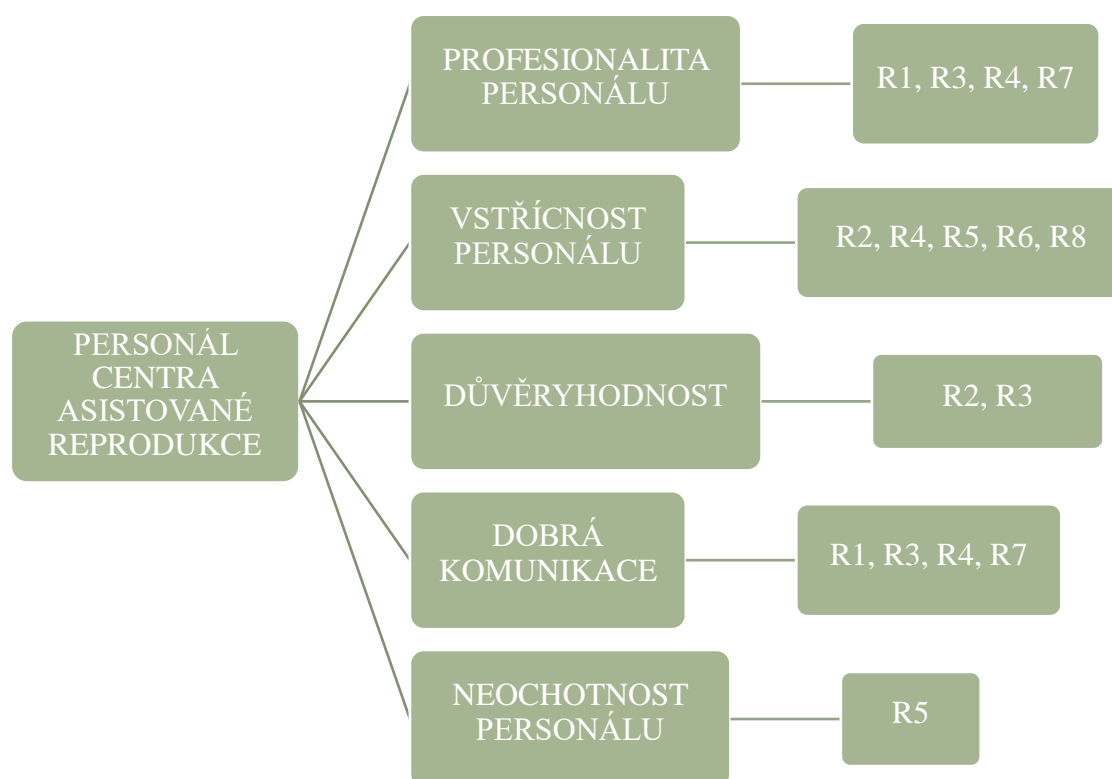 PROFESIONALITA
PERSONÁLU
R1, R3, R4, R7
VSTŘÍCNOST
PERSONÁLU
R2, R4, R5, R6, R8
PERSONÁL
CENTRA
ASISTOVANÉ
REPRODUKCE
DŮVĚRYHODNOST
R2, R3
DOBRÁ
KOMUNIKACE
R1, R3, R4, R7
NEOCHOTNOST
PERSONÁLU
R5